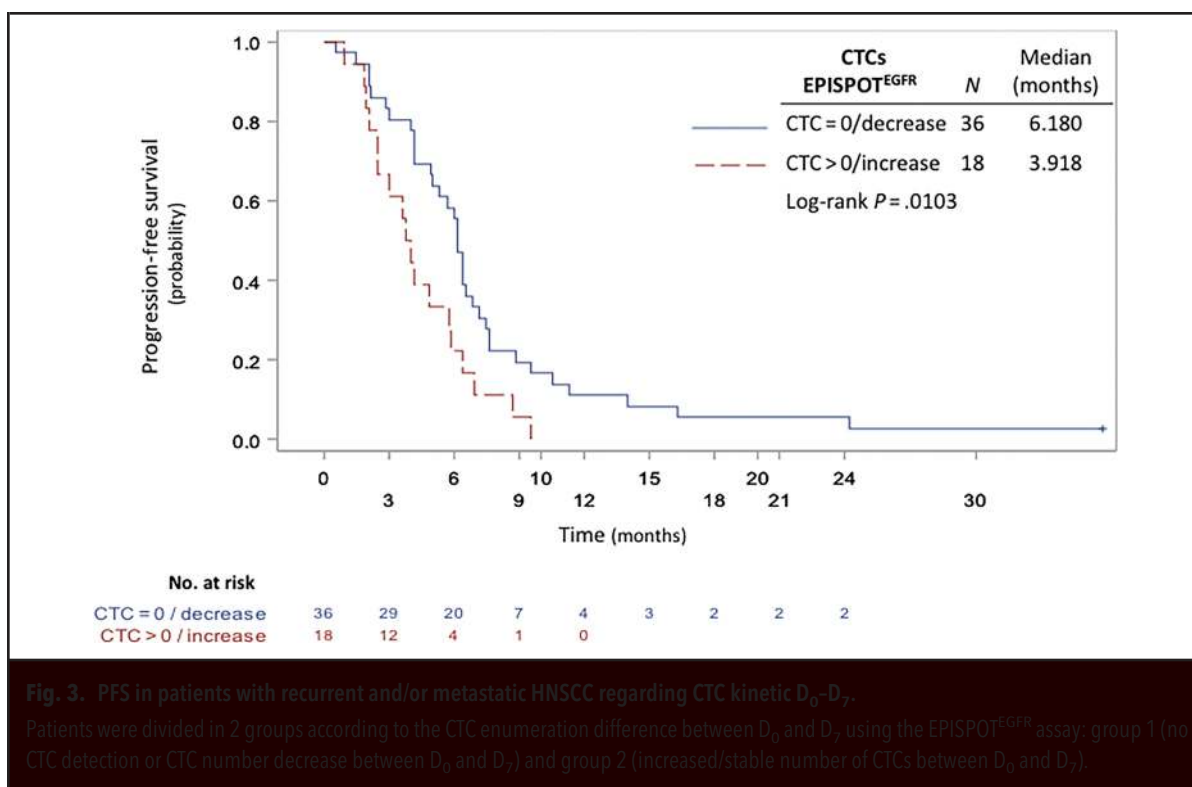 1.0
0.8
0.6
0.4
0.2
0.0
Progression-free survival
(probability)
CTCs Median
EPISPOT^EGFR N (months)
CTC = 0/decrease 36 6.180
CTC > 0/increase 18 3.918
Log-rank P = .0103
0 6 10 15 20 24
3 9 12 18 21 30
Time (months)
No. at risk
CTC = 0 / decrease 36 29 20 7 4 3 2 2 2
CTC > 0 / increase 18 12 4 1 0
Fig. 3. PFS in patients with recurrent and/or metastatic HNSCC regarding CTC kinetic D₀–D₇.
Patients were divided in 2 groups according to the CTC enumeration difference between D₀ and D₇ using the EPISPOT^EGFR assay: group 1 (no
CTC detection or CTC number decrease between D₀ and D₇) and group 2 (increased/stable number of CTCs between D₀ and D₇).